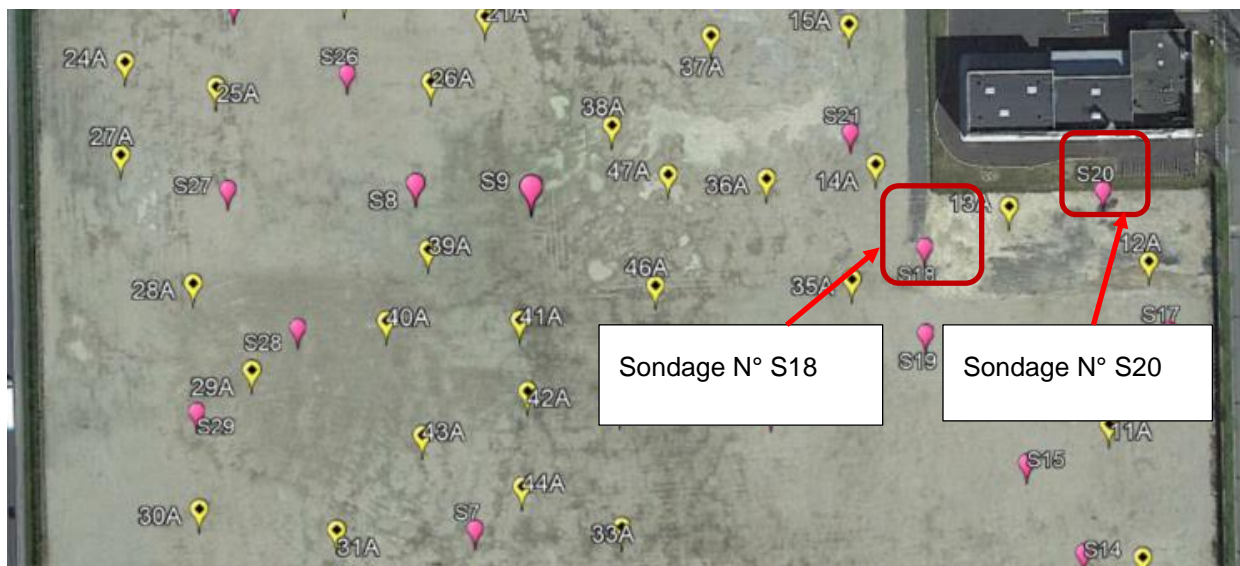 21A
15A
24A
S26
37A
25A
26A
38A
S21
27A
47A
36A
14A
S20
S27
S8
S9
13A
39A
12A
28A
46A
35A
S18
40A
41A
S17
S28
S19
Sondage N° S18
Sondage N° S20
29A
42A
S29
43A
11A
S15
44A
30A
S7
33A
31A
S14